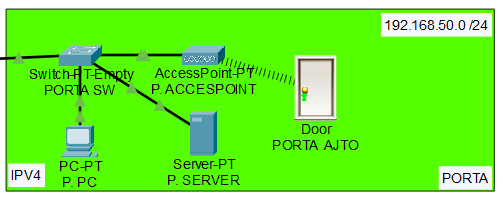 192.168.50.0 /24
Switch-PT-Empty
PORTA SW
AccessPoint-PT
P. ACCESPOINT
Door
PORTA AJTO
PC-PT
P. PC
Server-PT
P. SERVER
IPV4
PORTA